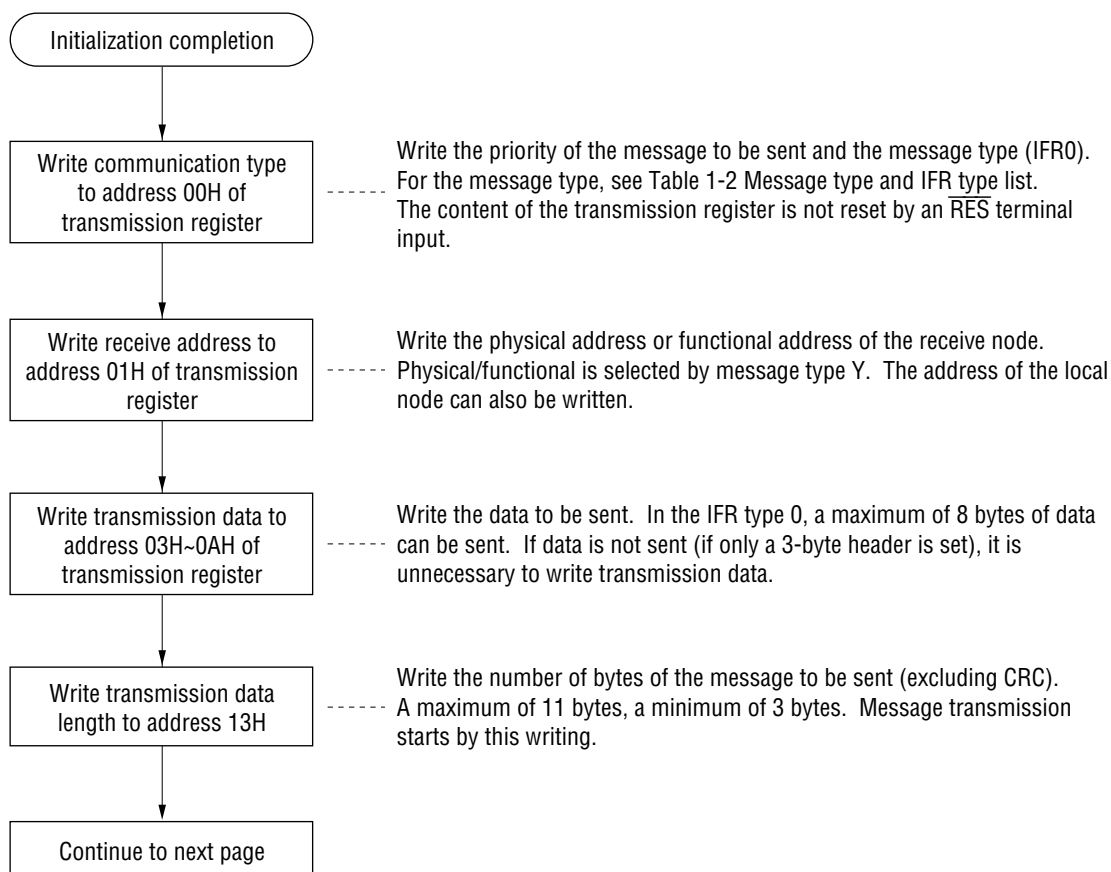 Initialization completion
Write communication type
to address 00H of
transmission register
Write the priority of the message to be sent and the message type (IFR0).
For the message type, see Table 1-2 Message type and IFR type list.
The content of the transmission register is not reset by an R̅E̅S̅ terminal
input.
Write receive address to
address 01H of transmission
register
Write the physical address or functional address of the receive node.
Physical/functional is selected by message type Y. The address of the local
node can also be written.
Write transmission data to
address 03H~0AH of
transmission register
Write the data to be sent. In the IFR type 0, a maximum of 8 bytes of data
can be sent. If data is not sent (if only a 3-byte header is set), it is
unnecessary to write transmission data.
Write transmission data
length to address 13H
Write the number of bytes of the message to be sent (excluding CRC).
A maximum of 11 bytes, a minimum of 3 bytes. Message transmission
starts by this writing.
Continue to next page